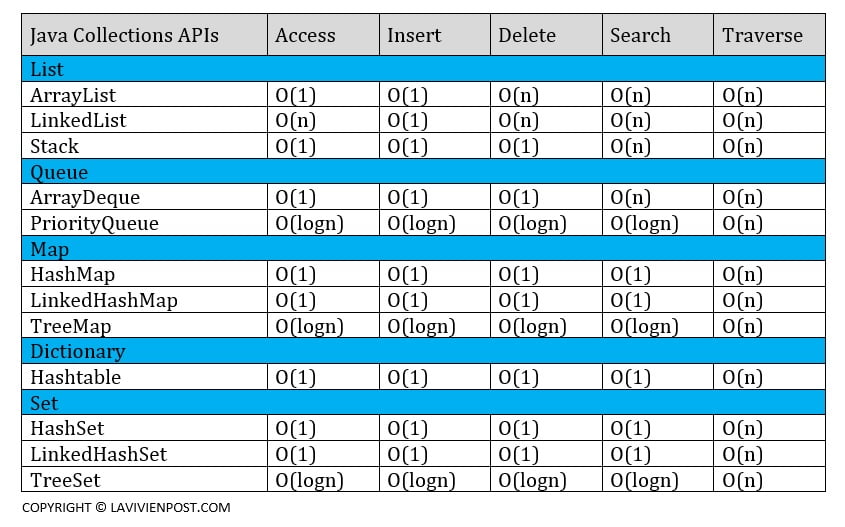 Java Collections APIs Access Insert Delete Search Traverse
List
ArrayList O(1) O(1) O(n) O(n) O(n)
LinkedList O(n) O(1) O(1) O(n) O(n)
Stack O(1) O(1) O(1) O(n) O(n)
Queue
ArrayDeque O(1) O(1) O(1) O(n) O(n)
PriorityQueue O(logn) O(logn) O(logn) O(logn) O(n)
Map
HashMap O(1) O(1) O(1) O(1) O(n)
LinkedHashMap O(1) O(1) O(1) O(1) O(n)
TreeMap O(logn) O(logn) O(logn) O(logn) O(n)
Dictionary
Hashtable O(1) O(1) O(1) O(1) O(n)
Set
HashSet O(1) O(1) O(1) O(1) O(n)
LinkedHashSet O(1) O(1) O(1) O(1) O(n)
TreeSet O(logn) O(logn) O(logn) O(logn) O(n)
COPYRIGHT © LAVIVIENPOST.COM